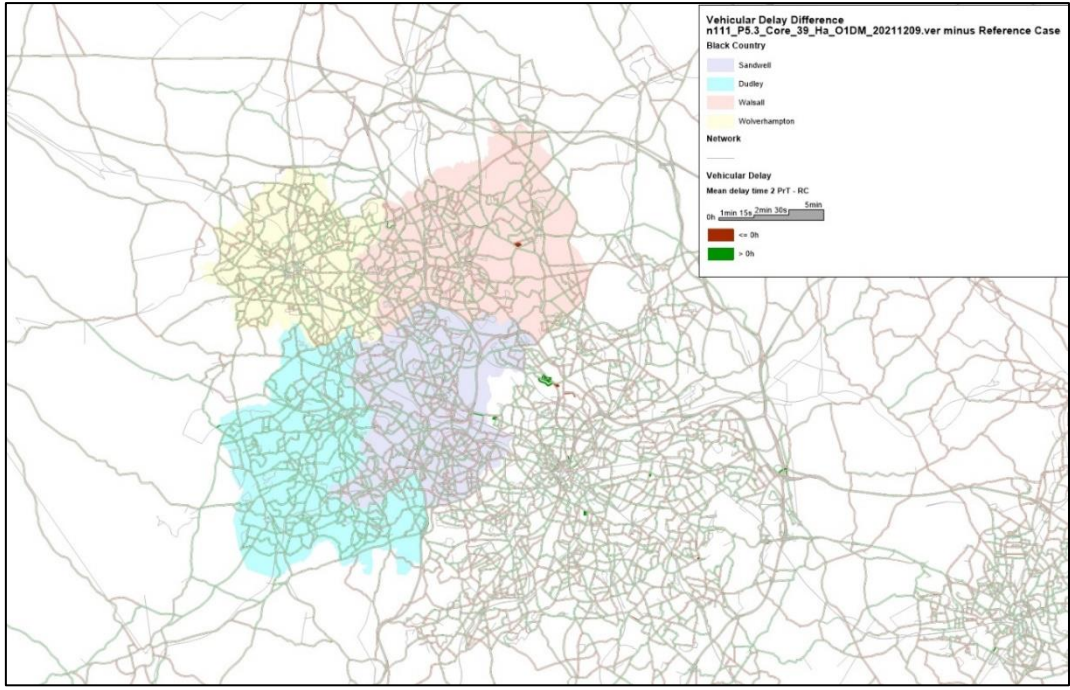 Vehicular Delay Difference
n111_P5.3_Core_39_Ha_O1DM_20211209.ver minus Reference Case
Black Country
Sandwell
Dudley
Walsall
Wolverhampton
Network
Vehicular Delay
Mean delay time 2 PrT - RC
0h 1min 15s 2min 30s 5min
<= 0h
> 0h